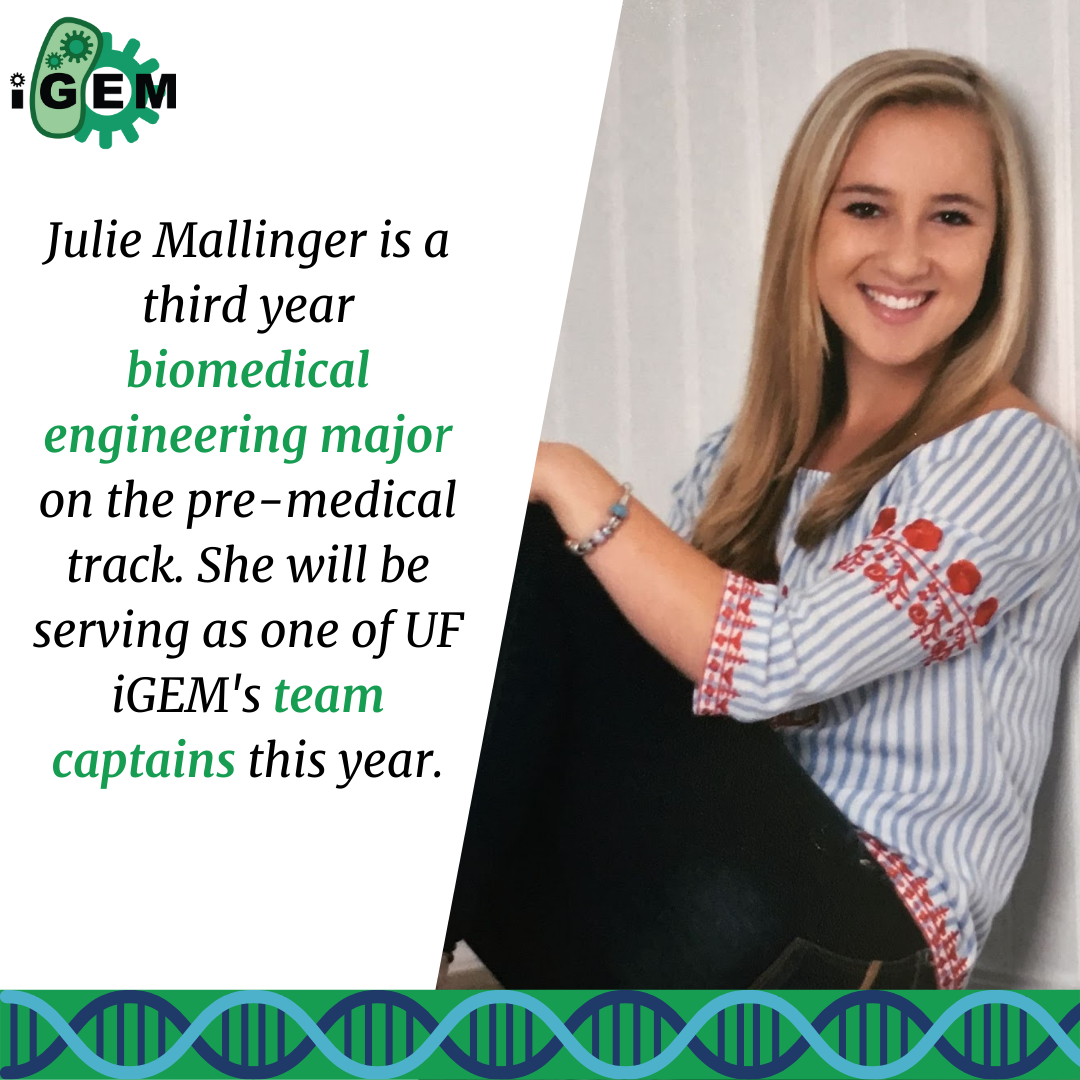 iGEM
Julie Mallinger is a
third year
biomedical
engineering major
on the pre-medical
track. She will be
serving as one of UF
iGEM's team
captains this year.